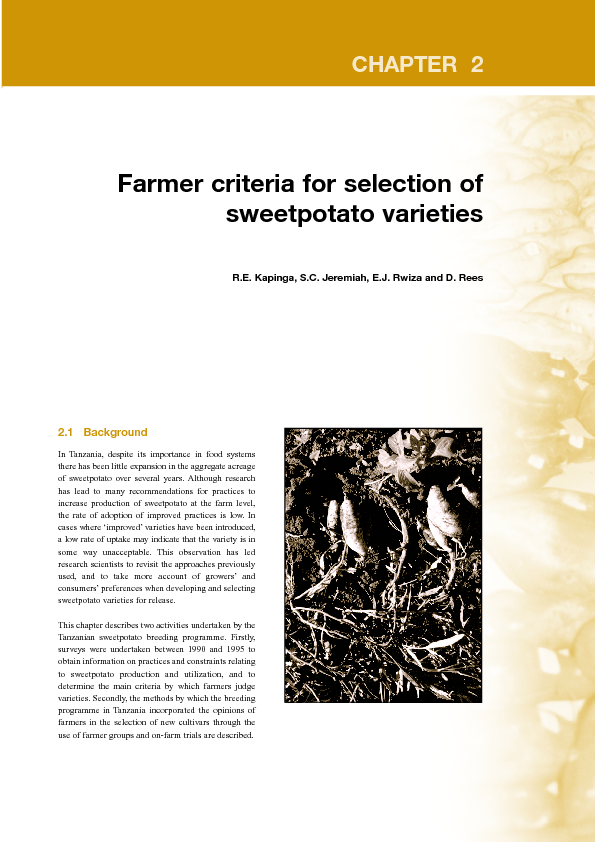 CHAPTER 2
Farmer criteria for selection of
sweetpotato varieties
R.E. Kapinga, S.C. Jeremiah, E.J. Rwiza and D. Rees
2.1 Background
In Tanzania, despite its importance in food systems
there has been little expansion in the aggregate acreage
of sweetpotato over several years. Although research
has lead to many recommendations for practices to
increase production of sweetpotato at the farm level,
the rate of adoption of improved practices is low. In
cases where ‘improved’ varieties have been introduced,
a low rate of uptake may indicate that the variety is in
some way unacceptable. This observation has led
research scientists to revisit the approaches previously
used, and to take more account of growers’ and
consumers’ preferences when developing and selecting
sweetpotato varieties for release.
This chapter describes two activities undertaken by the
Tanzanian sweetpotato breeding programme. Firstly,
surveys were undertaken between 1990 and 1995 to
obtain information on practices and constraints relating
to sweetpotato production and utilization, and to
determine the main criteria by which farmers judge
varieties. Secondly, the methods by which the breeding
programme in Tanzania incorporated the opinions of
farmers in the selection of new cultivars through the
use of farmer groups and on-farm trials are described.